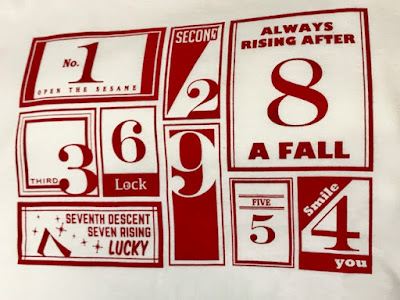 No. 1
OPEN THE SESAME
SECOND
2
ALWAYS
RISING AFTER
8
A FALL
THIRD 3
6
Lock
9
SEVENTH DESCENT
SEVEN RISING
LUCKY
7
FIVE
5
Smile
4
you